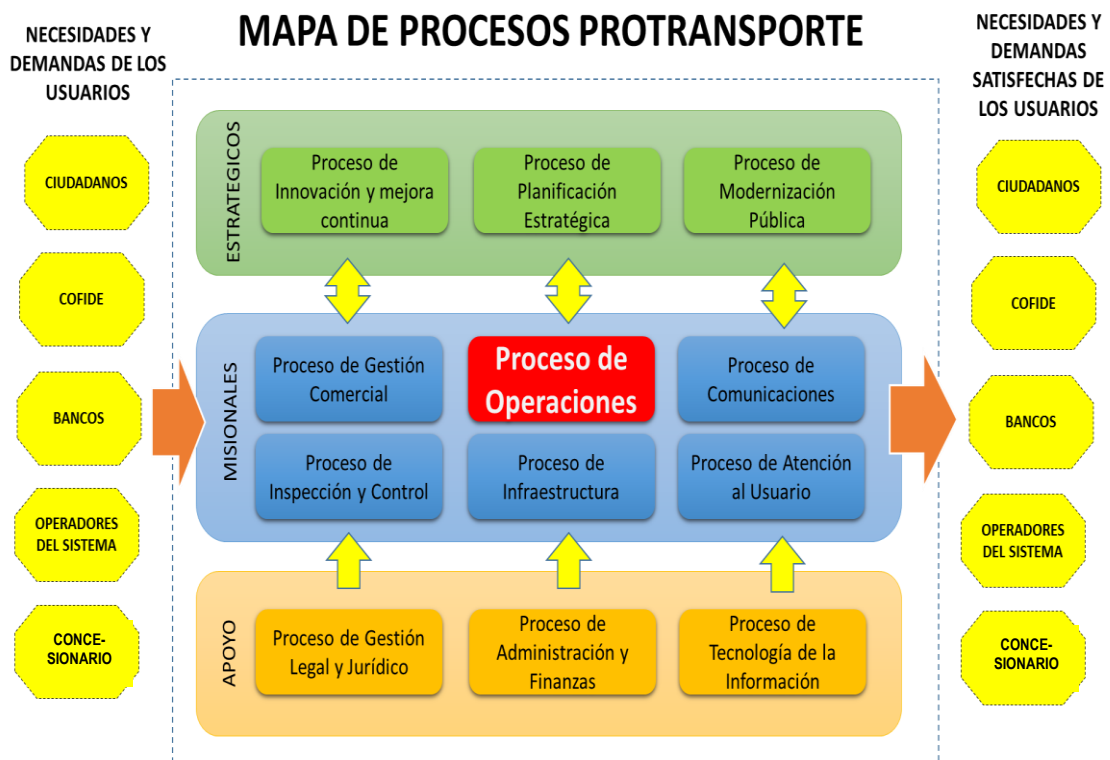 MAPA DE PROCESOS PROTRANSPORTE
NECESIDADES Y
DEMANDAS DE LOS
USUARIOS
CIUDADANOS
COFIDE
BANCOS
OPERADORES
DEL SISTEMA
CONCE-
SIONARIO
ESTRATEGICOS
Proceso de
Innovación y mejora
continua
Proceso de
Planificación
Estratégica
Proceso de
Modernización
Pública
MISIONALES
Proceso de Gestión
Comercial
Proceso de
Operaciones
Proceso de
Comunicaciones
Proceso de
Inspección y Control
Proceso de
Infraestructura
Proceso de Atención
al Usuario
APOYO
Proceso de Gestión
Legal y Jurídico
Proceso de
Administración y
Finanzas
Proceso de
Tecnología de la
Información
NECESIDADES Y
DEMANDAS
SATISFECHAS DE
LOS USUARIOS
CIUDADANOS
COFIDE
BANCOS
OPERADORES
DEL SISTEMA
CONCE-
SIONARIO